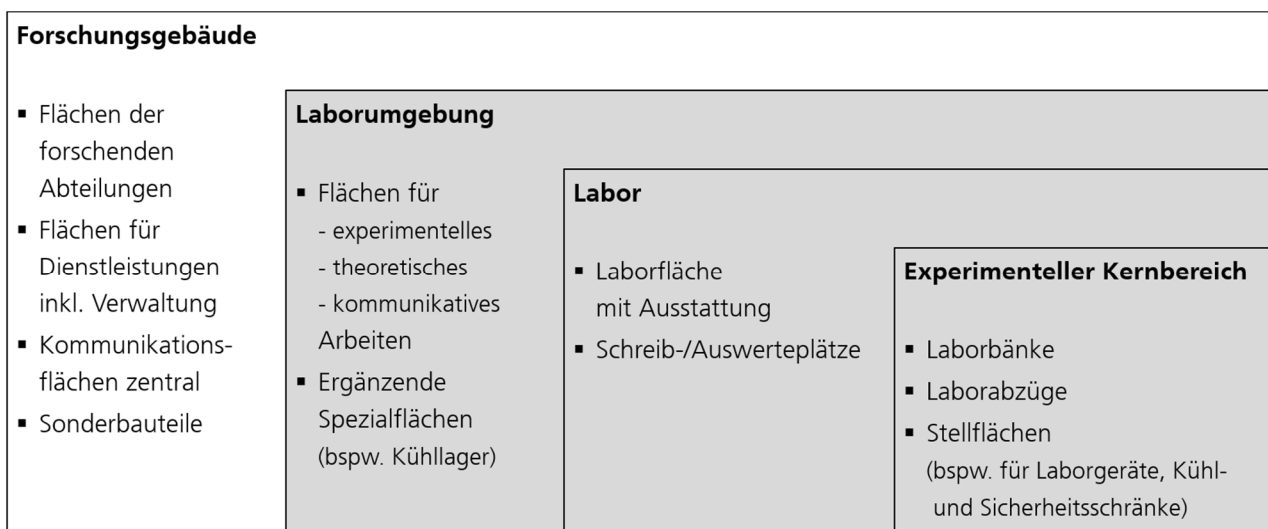 Forschungsgebäude
▪ Flächen der
forschenden
Abteilungen
▪ Flächen für
Dienstleistungen
inkl. Verwaltung
▪ Kommunikations-
flächen zentral
▪ Sonderbauteile
Laborumgebung
▪ Flächen für
- experimentelles
- theoretisches
- kommunikatives
Arbeiten
▪ Ergänzende
Spezialflächen
(bspw. Kühllager)
Labor
▪ Laborfläche
mit Ausstattung
▪ Schreib-/Auswerteplätze
Experimenteller Kernbereich
▪ Laborbänke
▪ Laborabzüge
▪ Stellflächen
(bspw. für Laborgeräte, Kühl-
und Sicherheitsschränke)